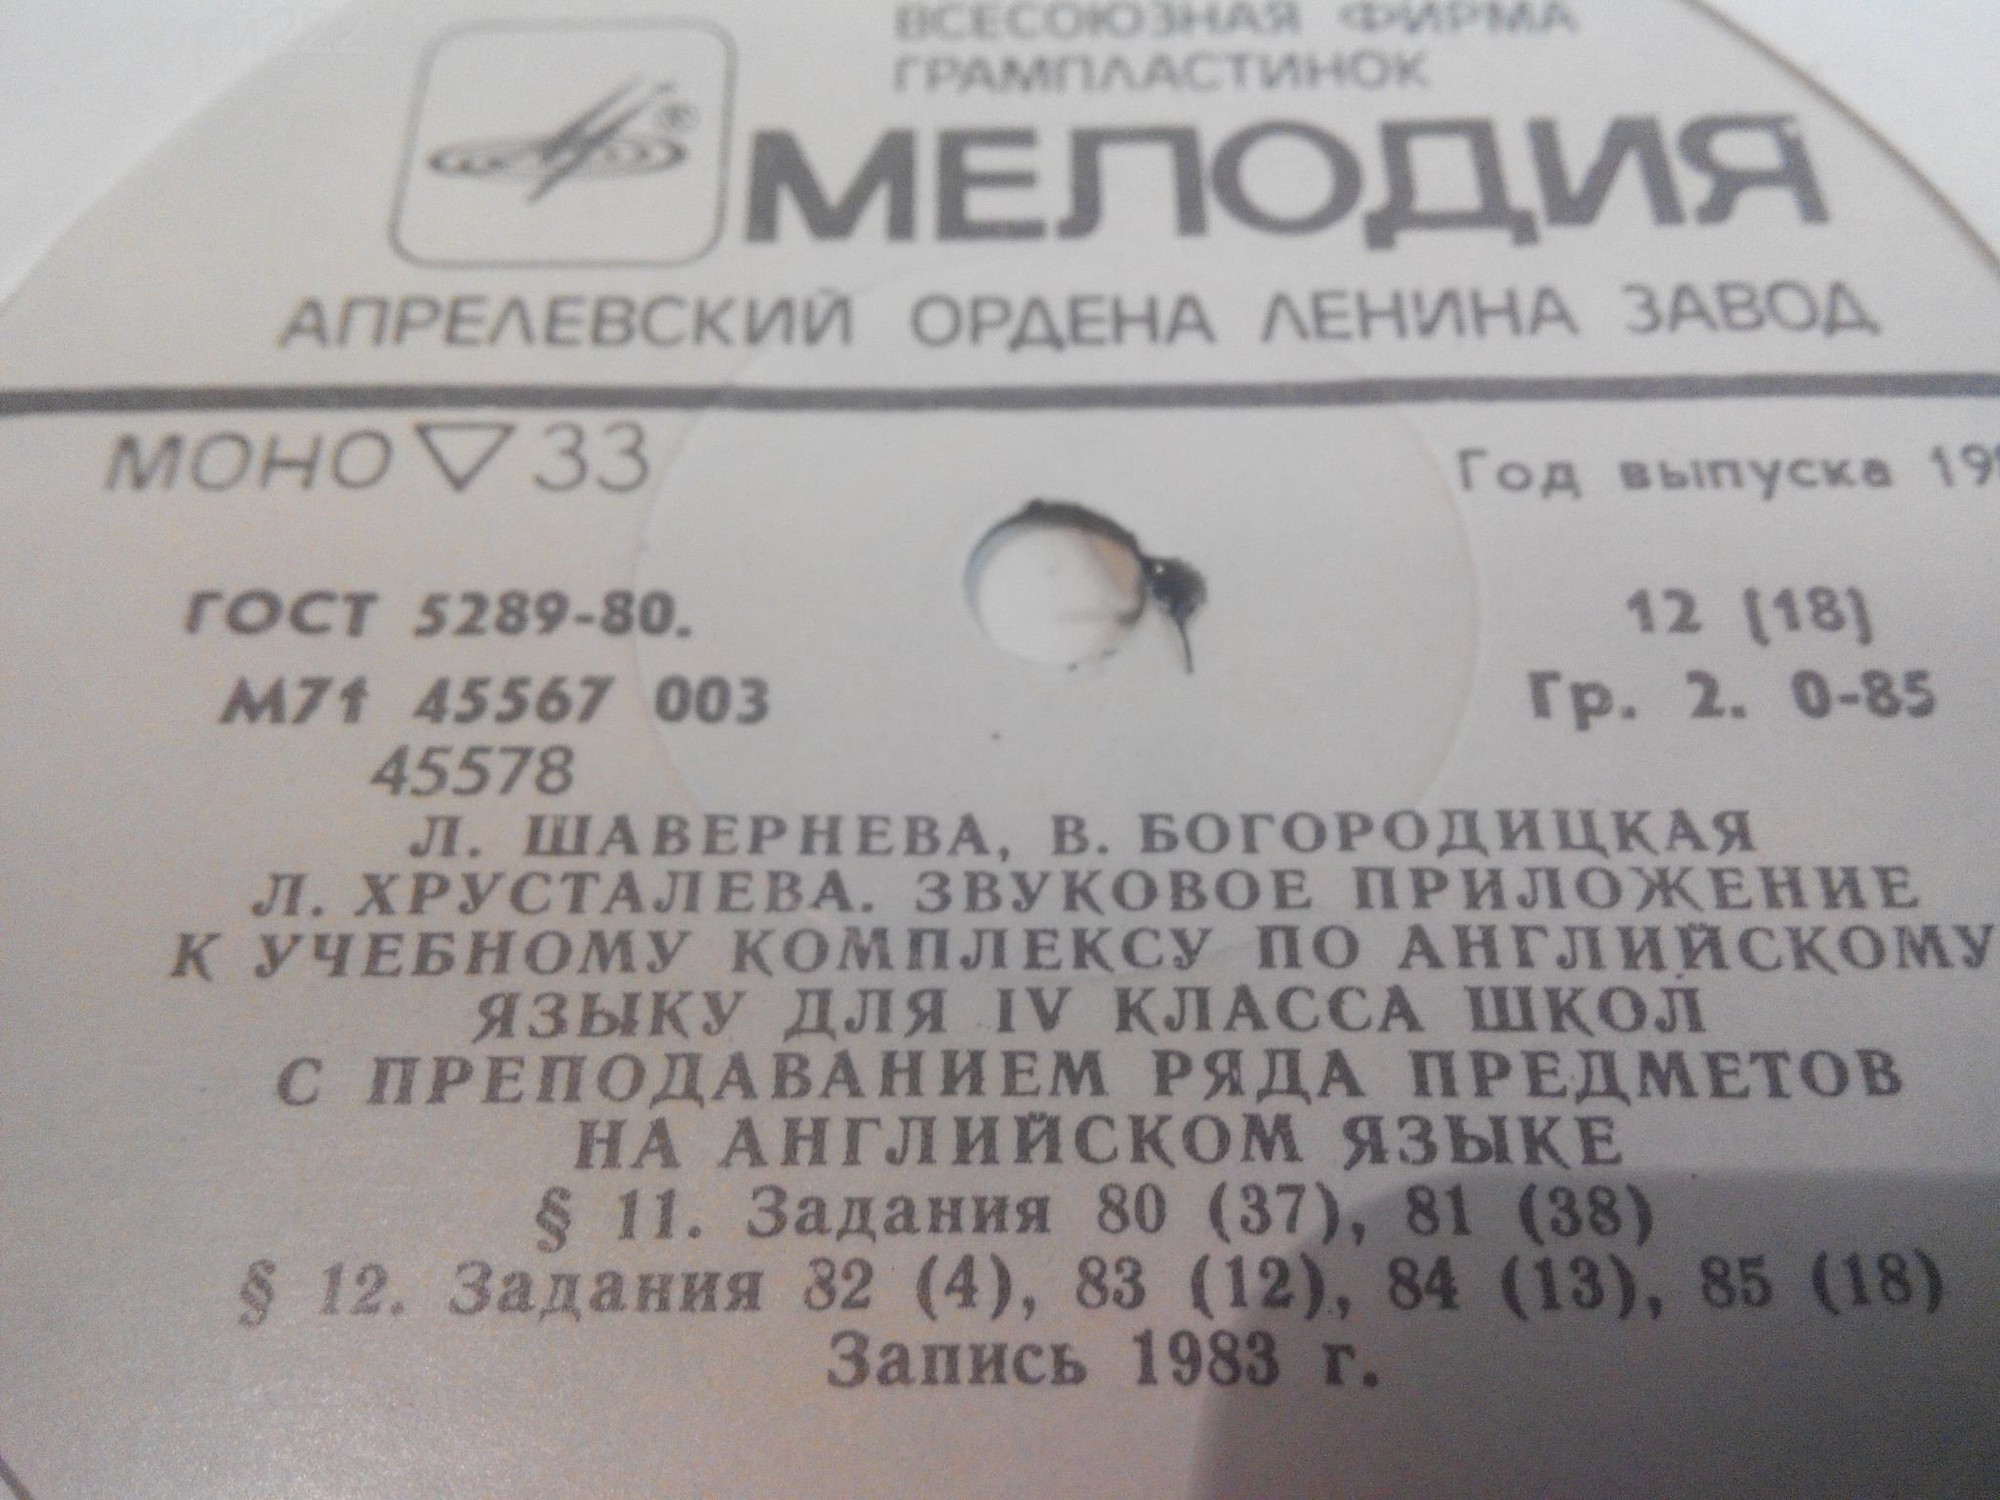 ВСЕСОЮЗНАЯ ФИРМА
ГРАМПЛАСТИНОК
МЕЛОДИЯ
АПРЕЛЕВСКИЙ ОРДЕНА ЛЕНИНА ЗАВОД
МОНО ▽ 33
Год выпуска
ГОСТ 5289-80.
12 (18)
М71 45567 003
Гр. 2. 0-85
45578
Л. ШАВЕРНЕВА, В. БОГОРОДИЦКАЯ
Л. ХРУСТАЛЕВА. ЗВУКОВОЕ ПРИЛОЖЕНИЕ
К УЧЕБНОМУ КОМПЛЕКСУ ПО АНГЛИЙСКОМУ
ЯЗЫКУ ДЛЯ IV КЛАССА ШКОЛ
С ПРЕПОДАВАНИЕМ РЯДА ПРЕДМЕТОВ
НА АНГЛИЙСКОМ ЯЗЫКЕ
§ 11. Задания 80 (37), 81 (38)
§ 12. Задания 82 (4), 83 (12), 84 (13), 85 (18)
Запись 1983 г.